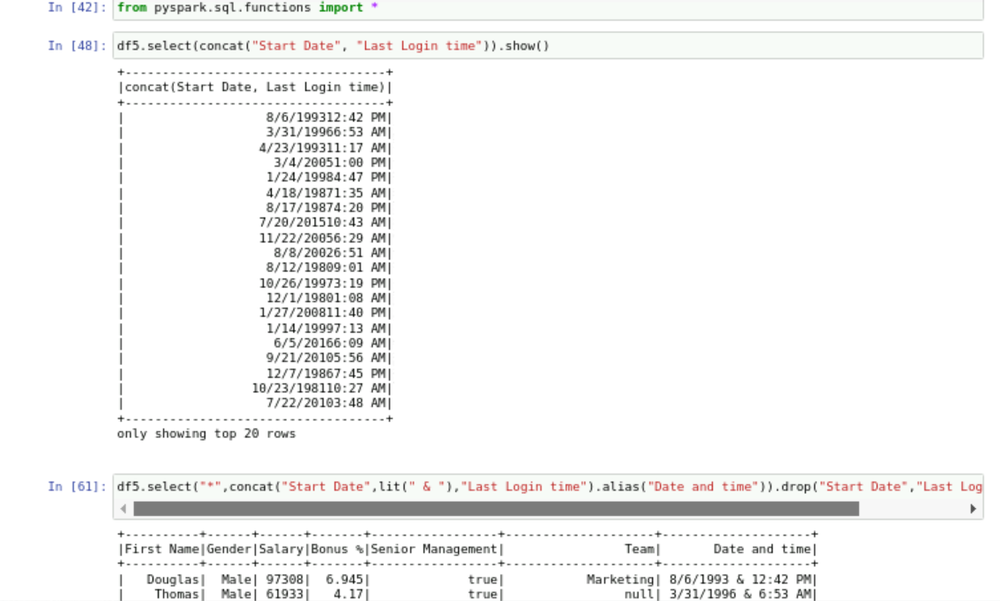 In [42]: from pyspark.sql.functions import *
In [48]: df5.select(concat("Start Date", "Last Login time")).show()
+----------------------------------+
|concat(Start Date, Last Login time)|
+----------------------------------+
| 8/6/199312:42 PM|
| 3/31/19966:53 AM|
| 4/23/199311:17 AM|
| 3/4/20051:00 PM|
| 1/24/19984:47 PM|
| 4/18/19871:35 AM|
| 8/17/19874:20 PM|
| 7/20/201510:43 AM|
| 11/22/20056:29 AM|
| 8/8/20026:51 AM|
| 8/12/19809:01 AM|
| 10/26/19973:19 PM|
| 12/1/19801:08 AM|
| 1/27/200811:40 PM|
| 1/14/19997:13 AM|
| 6/5/20166:09 AM|
| 9/21/20105:56 AM|
| 12/7/19867:45 PM|
| 10/23/198110:27 AM|
| 7/22/20103:48 AM|
+----------------------------------+
only showing top 20 rows
In [61]: df5.select("*",concat("Start Date",lit(" & "),"Last Login time").alias("Date and time")).drop("Start Date","Last Log
+----------+------+------+-------+-----------------+--------------------+--------------------+
|First Name|Gender|Salary|Bonus %|Senior Management| Team| Date and time|
+----------+------+------+-------+-----------------+--------------------+--------------------+
| Douglas| Male| 97308| 6.945| true| Marketing| 8/6/1993 & 12:42 PM|
| Thomas| Male| 61933| 4.17| true| null| 3/31/1996 & 6:53 AM|